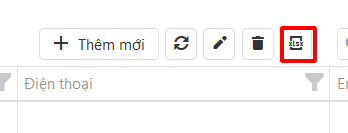 Thêm mới
xlsx
Điện thoại